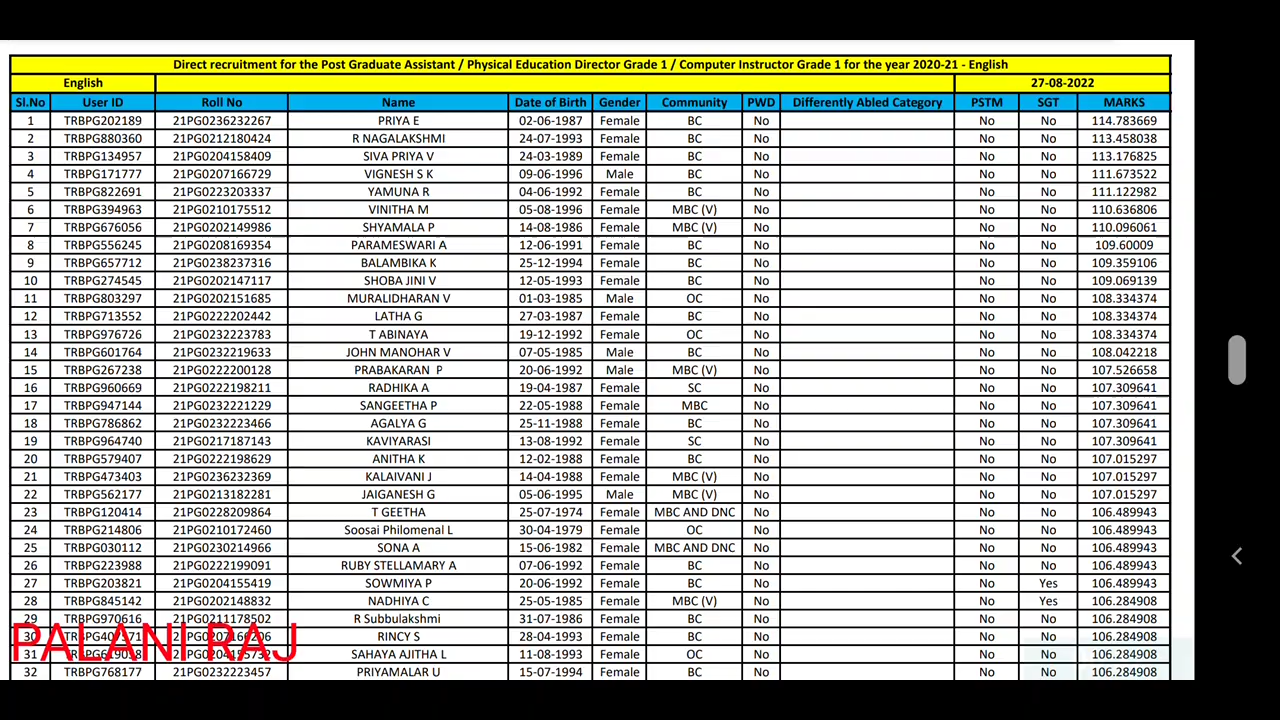 Direct recruitment for the Post Graduate Assistant / Physical Education Director Grade 1 / Computer Instructor Grade 1 for the year 2020-21 - English
English 27-08-2022
Sl.No User ID Roll No Name Date of Birth Gender Community PWD Differently Abled Category PSTM SGT MARKS
1 TRBPG202189 21PG0236232267 PRIYA E 02-06-1987 Female BC No No No 114.783669
2 TRBPG880360 21PG0212180424 R NAGALAKSHMI 24-07-1993 Female BC No No No 113.458038
3 TRBPG134957 21PG0204158409 SIVA PRIYA V 24-03-1989 Female BC No No No 113.176825
4 TRBPG171777 21PG0207166729 VIGNESH S K 09-06-1996 Male BC No No No 111.673522
5 TRBPG822691 21PG0223203337 YAMUNA R 04-06-1992 Female BC No No No 111.122982
6 TRBPG394963 21PG0210175512 VINITHA M 05-08-1996 Female MBC (V) No No No 110.636806
7 TRBPG676056 21PG0202149986 SHYAMALA P 14-08-1986 Female MBC (V) No No No 110.096061
8 TRBPG556245 21PG0208169354 PARAMESWARI A 12-06-1991 Female BC No No No 109.60009
9 TRBPG657712 21PG0238237316 BALAMBIKA K 25-12-1994 Female BC No No No 109.359106
10 TRBPG274545 21PG0202147117 SHOBA JINI V 12-05-1993 Female BC No No No 109.069139
11 TRBPG803297 21PG0202151685 MURALIDHARAN V 01-03-1985 Male OC No No No 108.334374
12 TRBPG713552 21PG0222202442 LATHA G 27-03-1987 Female BC No No No 108.334374
13 TRBPG976726 21PG0232223783 T ABINAYA 19-12-1992 Female OC No No No 108.334374
14 TRBPG601764 21PG0232219633 JOHN MANOHAR V 07-05-1985 Male BC No No No 108.042218
15 TRBPG267238 21PG0222200128 PRABAKARAN P 20-06-1992 Male MBC (V) No No No 107.526658
16 TRBPG960669 21PG0222198211 RADHIKA A 19-04-1987 Female SC No No No 107.309641
17 TRBPG947144 21PG0232221229 SANGEETHA P 22-05-1988 Female MBC No No No 107.309641
18 TRBPG786862 21PG0232223466 AGALYA G 25-11-1988 Female BC No No No 107.309641
19 TRBPG964740 21PG0217187143 KAVIYARASI 13-08-1992 Female SC No No No 107.309641
20 TRBPG579407 21PG0222198629 ANITHA K 12-02-1988 Female BC No No No 107.015297
21 TRBPG473403 21PG0236232369 KALAIVANI J 14-04-1988 Female MBC (V) No No No 107.015297
22 TRBPG562177 21PG0213182281 JAIGANESH G 05-06-1995 Male MBC (V) No No No 107.015297
23 TRBPG120414 21PG0228209864 T GEETHA 25-07-1974 Female MBC AND DNC No No No 106.489943
24 TRBPG214806 21PG0210172460 Soosai Philomenal L 30-04-1979 Female OC No No No 106.489943
25 TRBPG030112 21PG0230214966 SONA A 15-06-1982 Female MBC AND DNC No No No 106.489943
26 TRBPG223988 21PG0222199091 RUBY STELLAMARY A 07-06-1992 Female BC No No No 106.489943
27 TRBPG203821 21PG0204155419 SOWMIYA P 20-06-1992 Female BC No No Yes 106.489943
28 TRBPG845142 21PG0202148832 NADHIYA C 25-05-1985 Female MBC (V) No No Yes 106.284908
29 TRBPG970616 21PG0211178502 R Subbulakshmi 31-07-1986 Female BC No No No 106.284908
30 RINCY S 28-04-1993 Female BC No No No 106.284908
31 SAHAYA AJITHA L 11-08-1993 Female OC No No No 106.284908
32 TRBPG768177 21PG0232223457 PRIYAMALAR U 15-07-1994 Female BC No No No 106.284908
PALANI RAJ